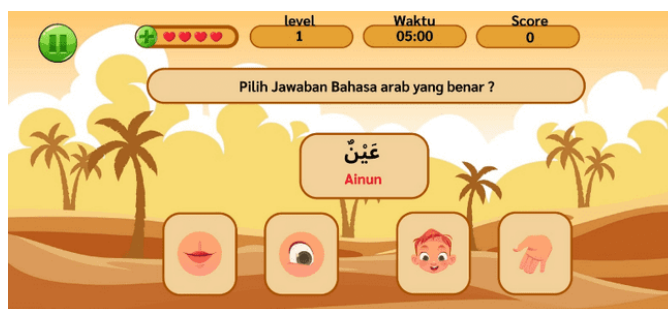 level
1
Waktu
05:00
Score
0
Pilih Jawaban Bahasa arab yang benar ?
عَيْنٌ
Ainun